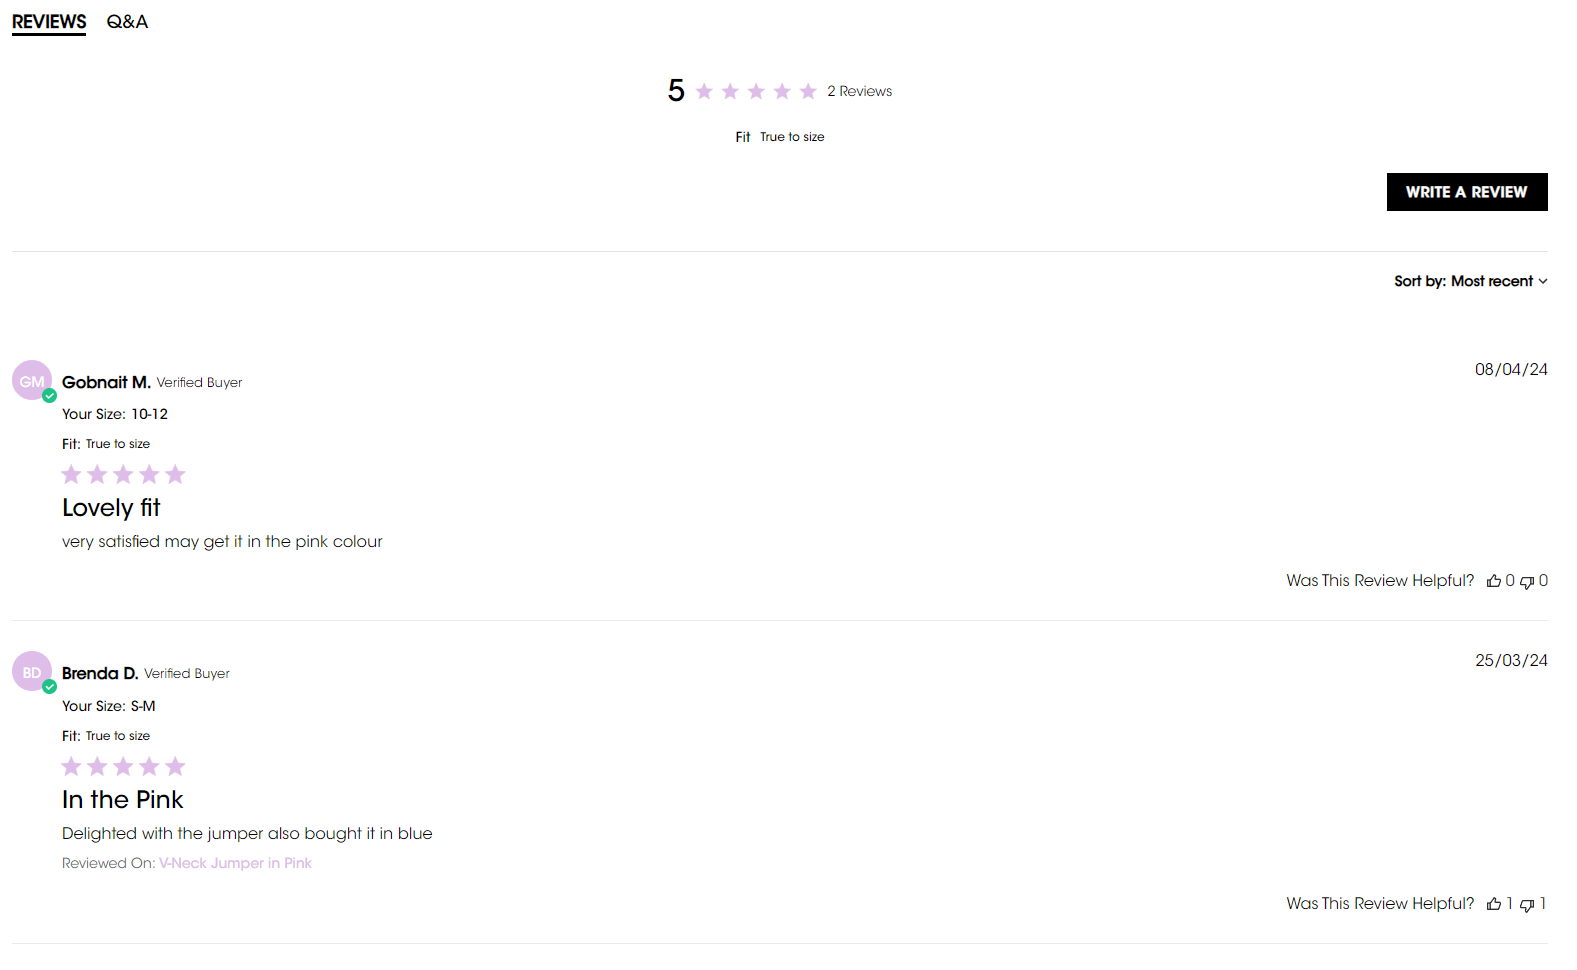 REVIEWS Q&A
5 2 Reviews
Fit True to size
WRITE A REVIEW
Sort by: Most recent
GM Gobnait M. Verified Buyer 08/04/24
Your Size: 10-12
Fit: True to size
Lovely fit
very satisfied may get it in the pink colour
Was This Review Helpful? 0 0
BD Brenda D. Verified Buyer 25/03/24
Your Size: S-M
Fit: True to size
In the Pink
Delighted with the jumper also bought it in blue
Reviewed On: V-Neck Jumper in Pink
Was This Review Helpful? 1 1